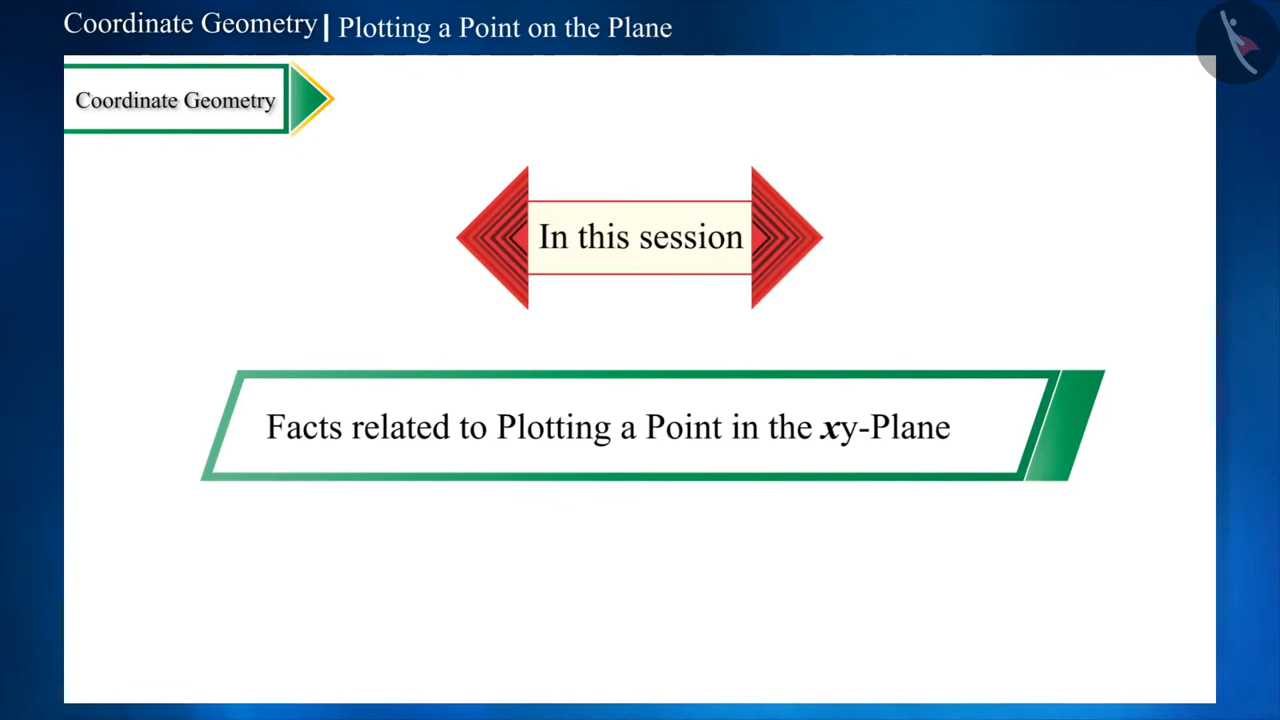 Coordinate Geometry | Plotting a Point on the Plane
Coordinate Geometry
In this session
Facts related to Plotting a Point in the xy-Plane